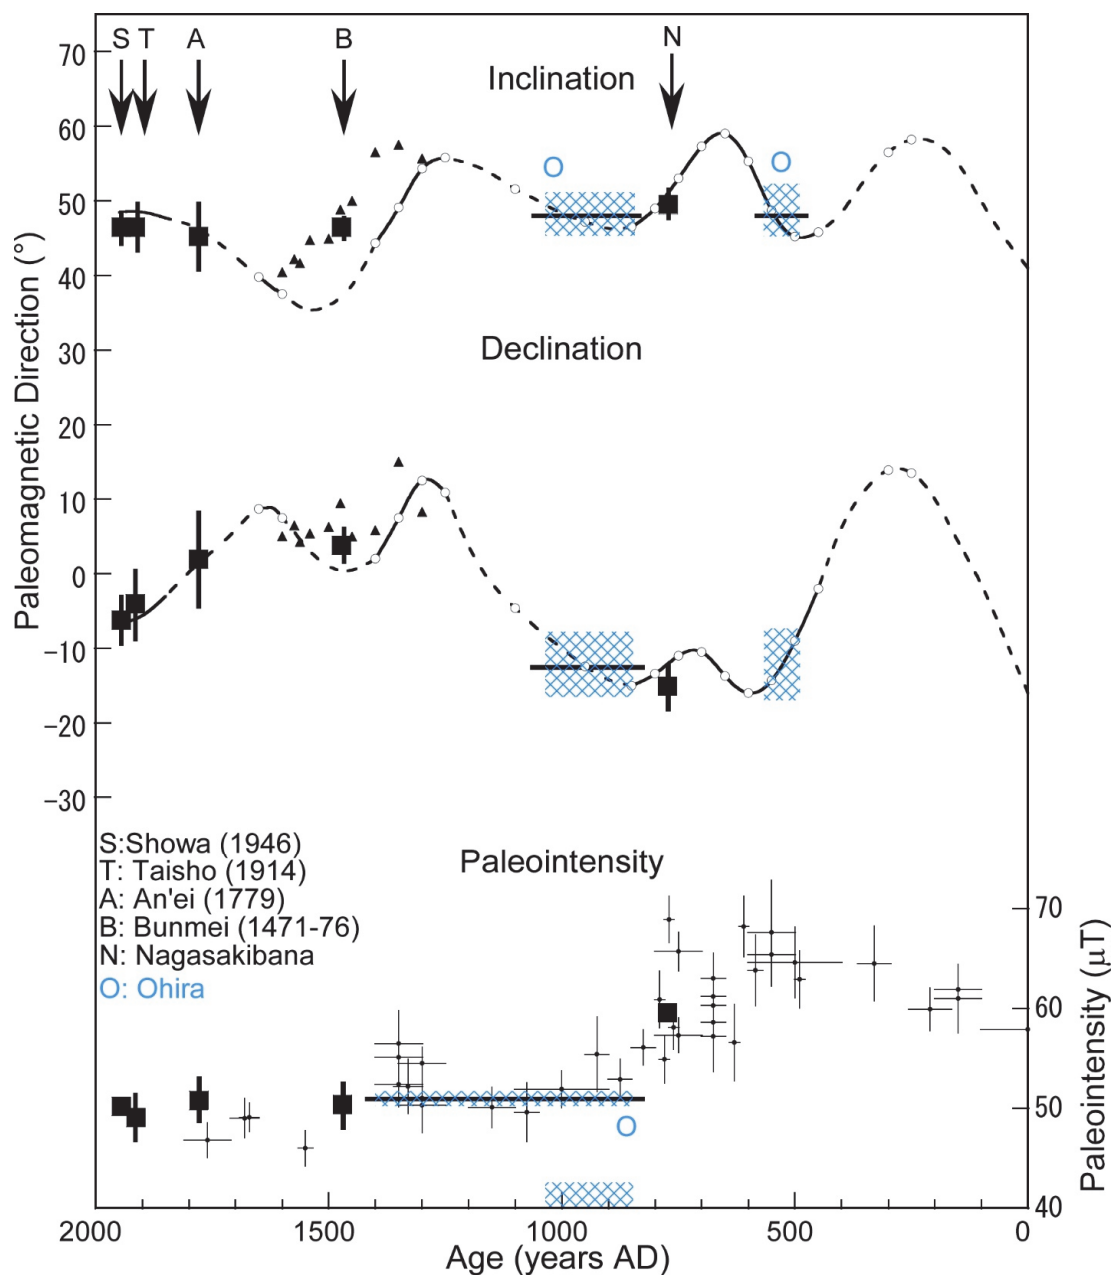 S T A B N
Inclination
70
60
50
40
30
20
10
0
-10
-20
-30
Paleomagnetic Direction (°)
O
O
Declination
S:Showa (1946)
T: Taisho (1914)
A: An'ei (1779)
B: Bunmei (1471-76)
N: Nagasakibana
O: Ohira
Paleointensity
O
70
60
50
40
Paleointensity (μT)
2000 1500 1000 500 0
Age (years AD)